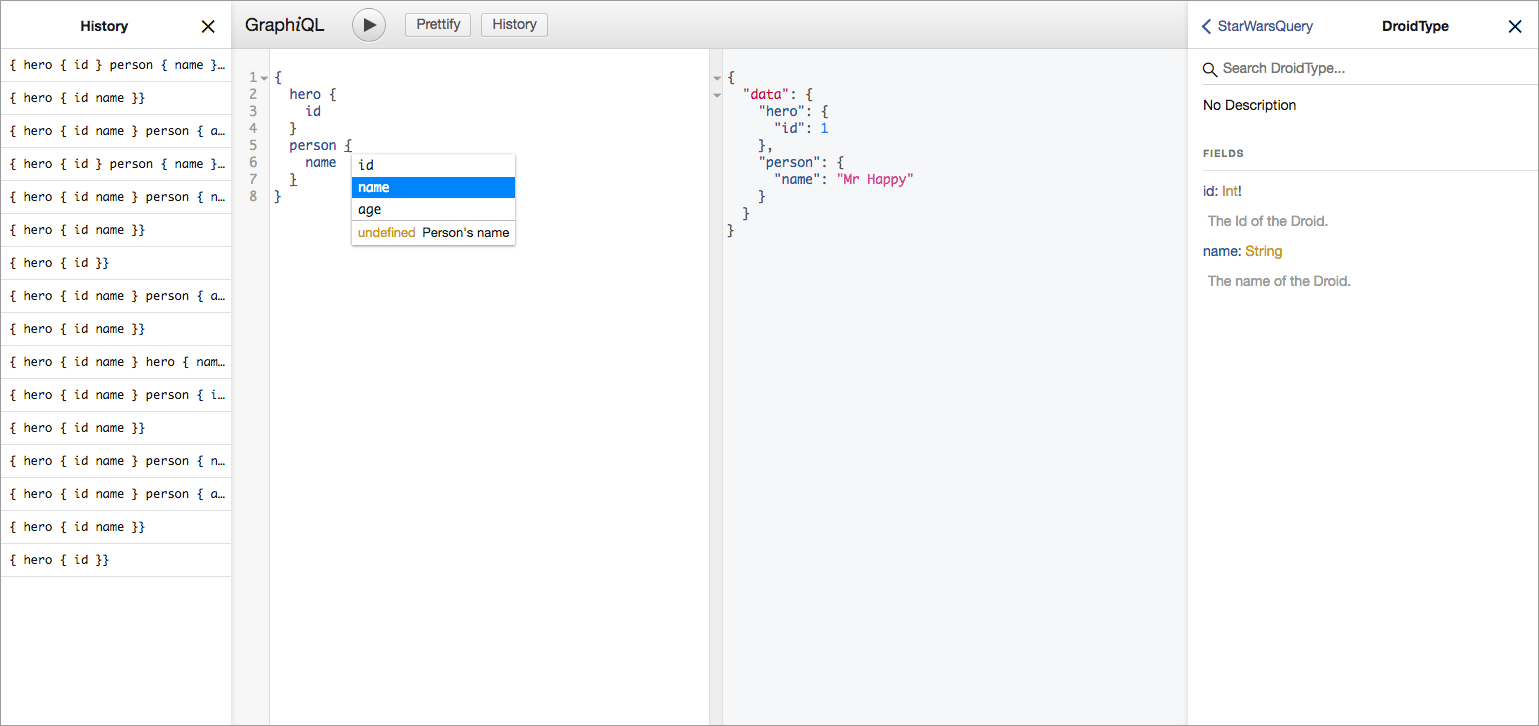 History
{ hero { id } person { name }…
{ hero { id name }}
{ hero { id name } person { a…
{ hero { id } person { name }…
{ hero { id name } person { n…
{ hero { id name }}
{ hero { id }}
{ hero { id name } person { a…
{ hero { id name }}
{ hero { id name } hero { nam…
{ hero { id name } person { i…
{ hero { id name }}
{ hero { id name } person { n…
{ hero { id name } person { a…
{ hero { id name }}
{ hero { id }}
GraphiQL
Prettify
History
1 {
2 hero {
3 id
4 }
5 person {
6 name
7 }
8 }
id
name
age
undefined Person's name
{
"data": {
"hero": {
"id": 1
},
"person": {
"name": "Mr Happy"
}
}
}
StarWarsQuery
DroidType
Search DroidType...
No Description
FIELDS
id: Int!
The Id of the Droid.
name: String
The name of the Droid.